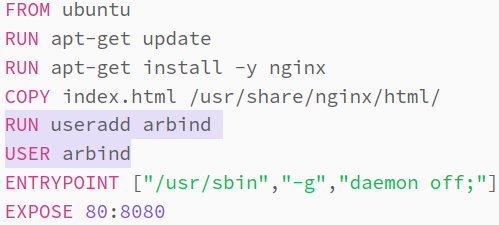 FROM ubuntu
RUN apt-get update
RUN apt-get install -y nginx
COPY index.html /usr/share/nginx/html/
RUN useradd arbind
USER arbind
ENTRYPOINT ["/usr/sbin","-g","daemon off;"]
EXPOSE 80:8080